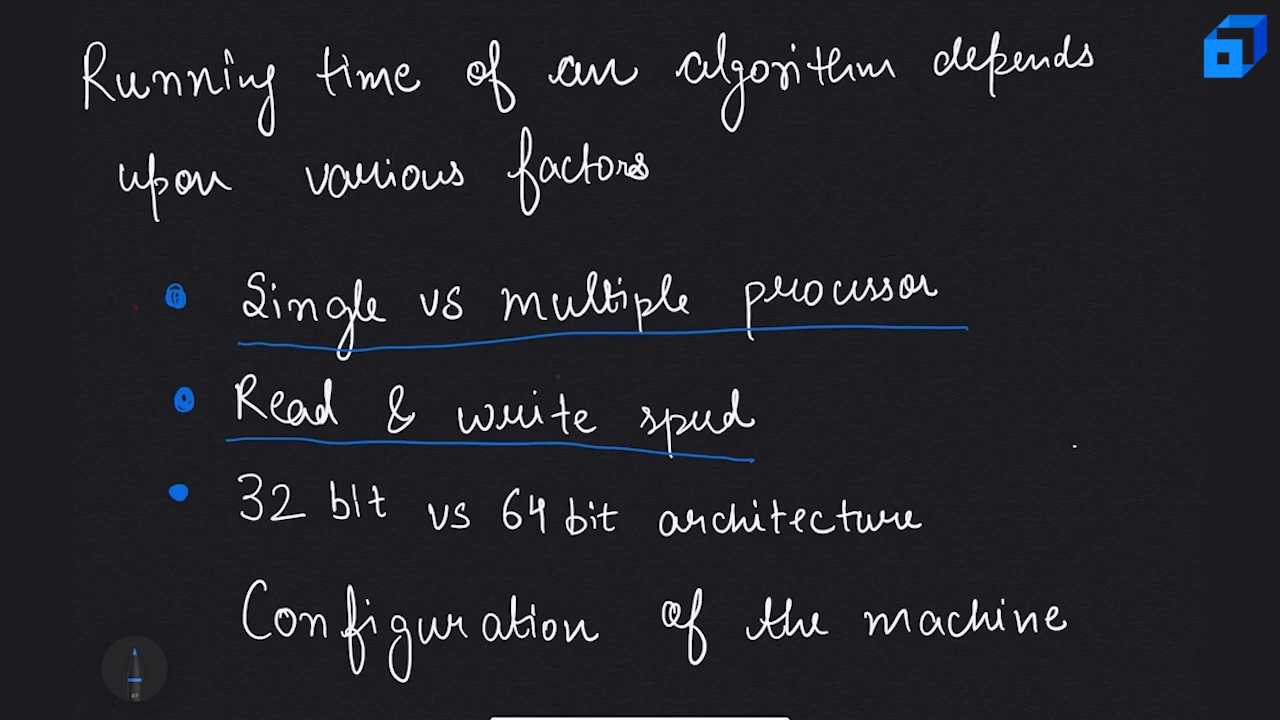 Running time of an algorithm depends
upon various factors
Single vs multiple processor
Read & write speed
32 bit vs 64 bit architecture
Configuration of the machine